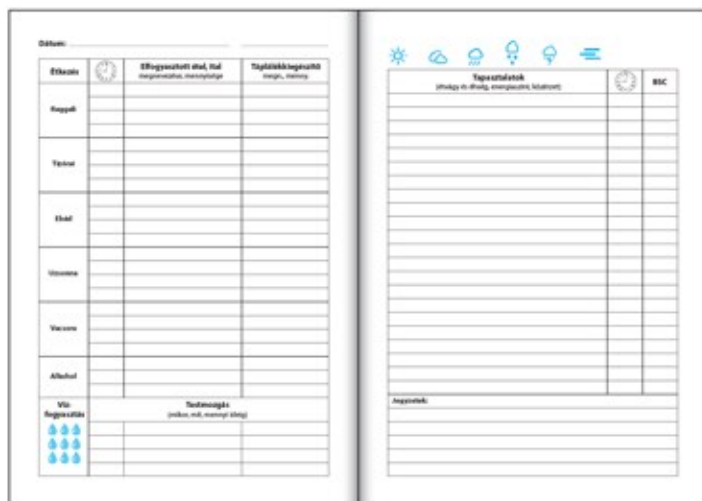 Dátum:
Étkezés
Elfogyasztott étel, ital
megnevezése, mennyisége
Táplálékkiegészítő
megn., menny.
Reggeli
Tízórai
Ebéd
Uzsonna
Vacsora
Alkohol
Víz-
fogyasztás
Testmozgás
(mikor, mit, mennyi ideig)
Tapasztalatok
(étvágy és éhség, energiaszint, közérzet)
BSC
Jegyzetek: